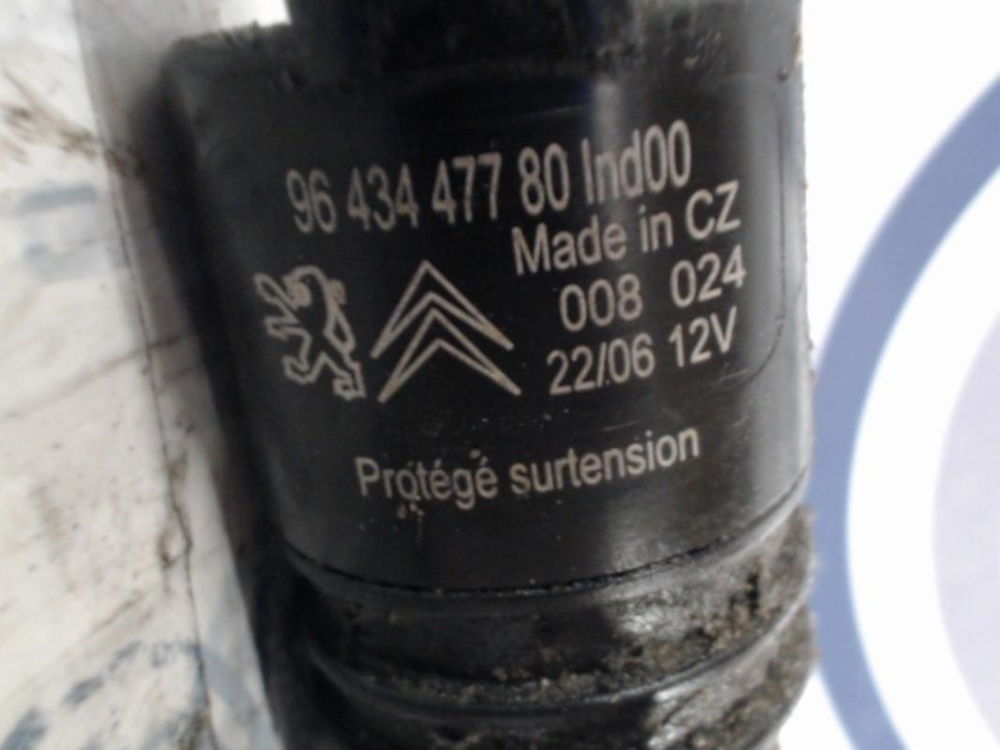 96 434 477 80 Ind00
Made in CZ
008 024
22/06 12V
Protégé surtension